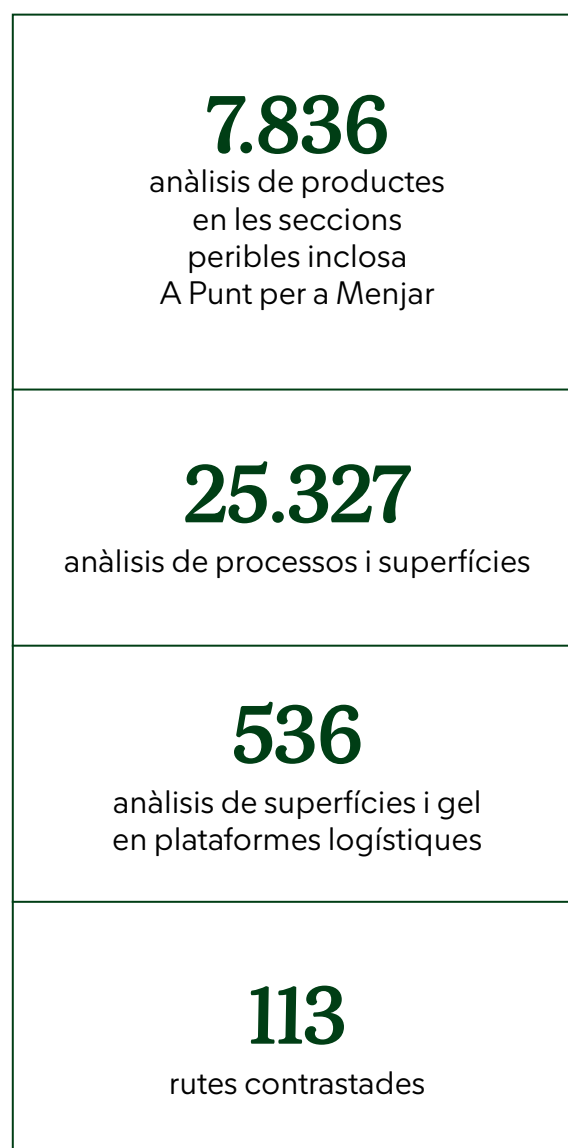 7.836
anàlisis de productes
en les seccions
peribles inclosa
A Punt per a Menjar
25.327
anàlisis de processos i superfícies
536
anàlisis de superfícies i gel
en plataformes logístiques
113
rutes contrastades